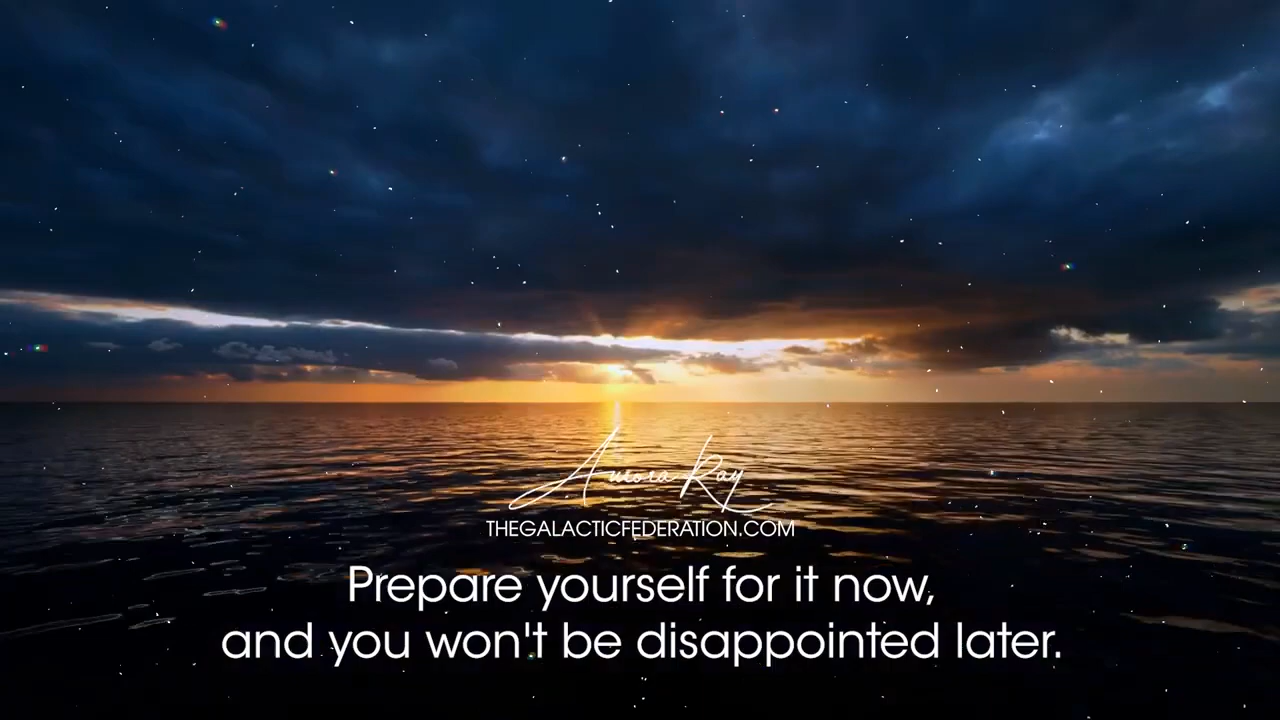 Aurora Ray
THEGALACTICFEDERATION.COM
Prepare yourself for it now,
and you won't be disappointed later.